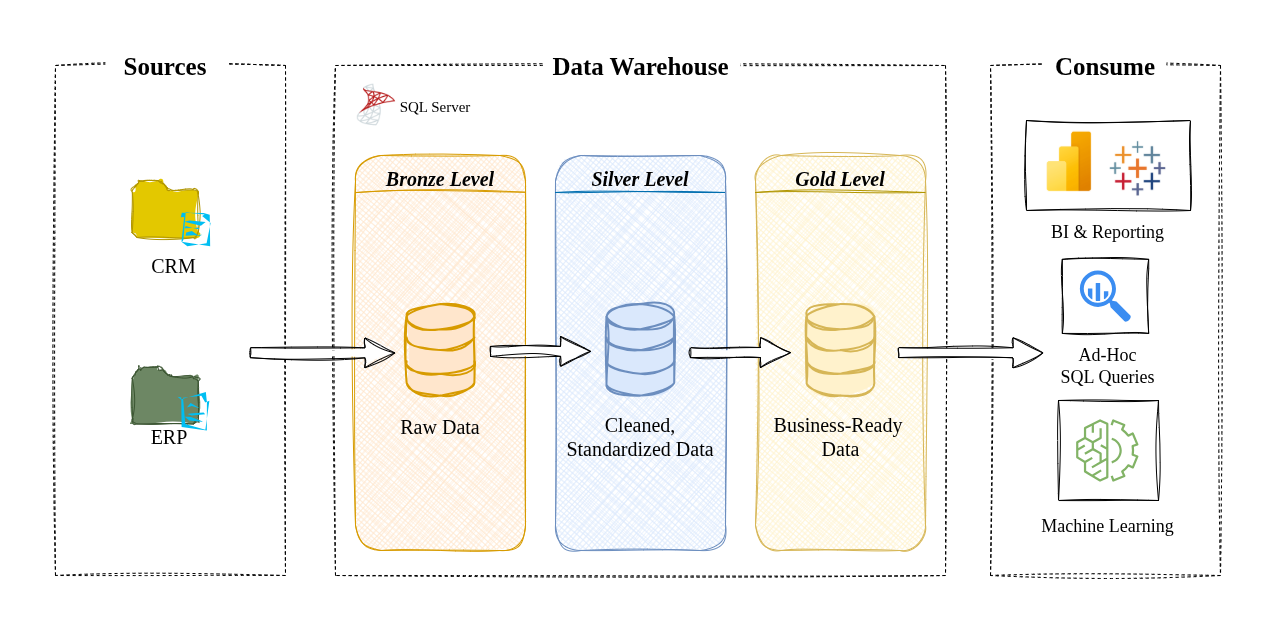 Sources
CRM
ERP
Data Warehouse
SQL Server
Bronze Level
Raw Data
Silver Level
Cleaned,
Standardized Data
Gold Level
Business-Ready
Data
Consume
BI & Reporting
Ad-Hoc
SQL Queries
Machine Learning